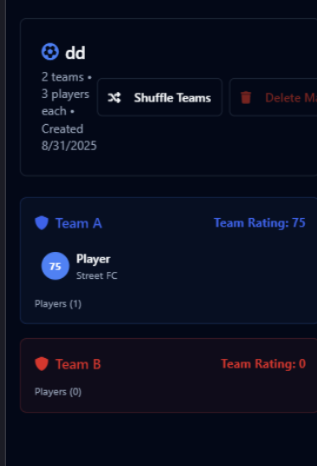 dd
2 teams •
3 players
each •
Created
8/31/2025
Shuffle Teams
Delete
Team A
Team Rating: 75
75
Player
Street FC
Players (1)
Team B
Team Rating: 0
Players (0)